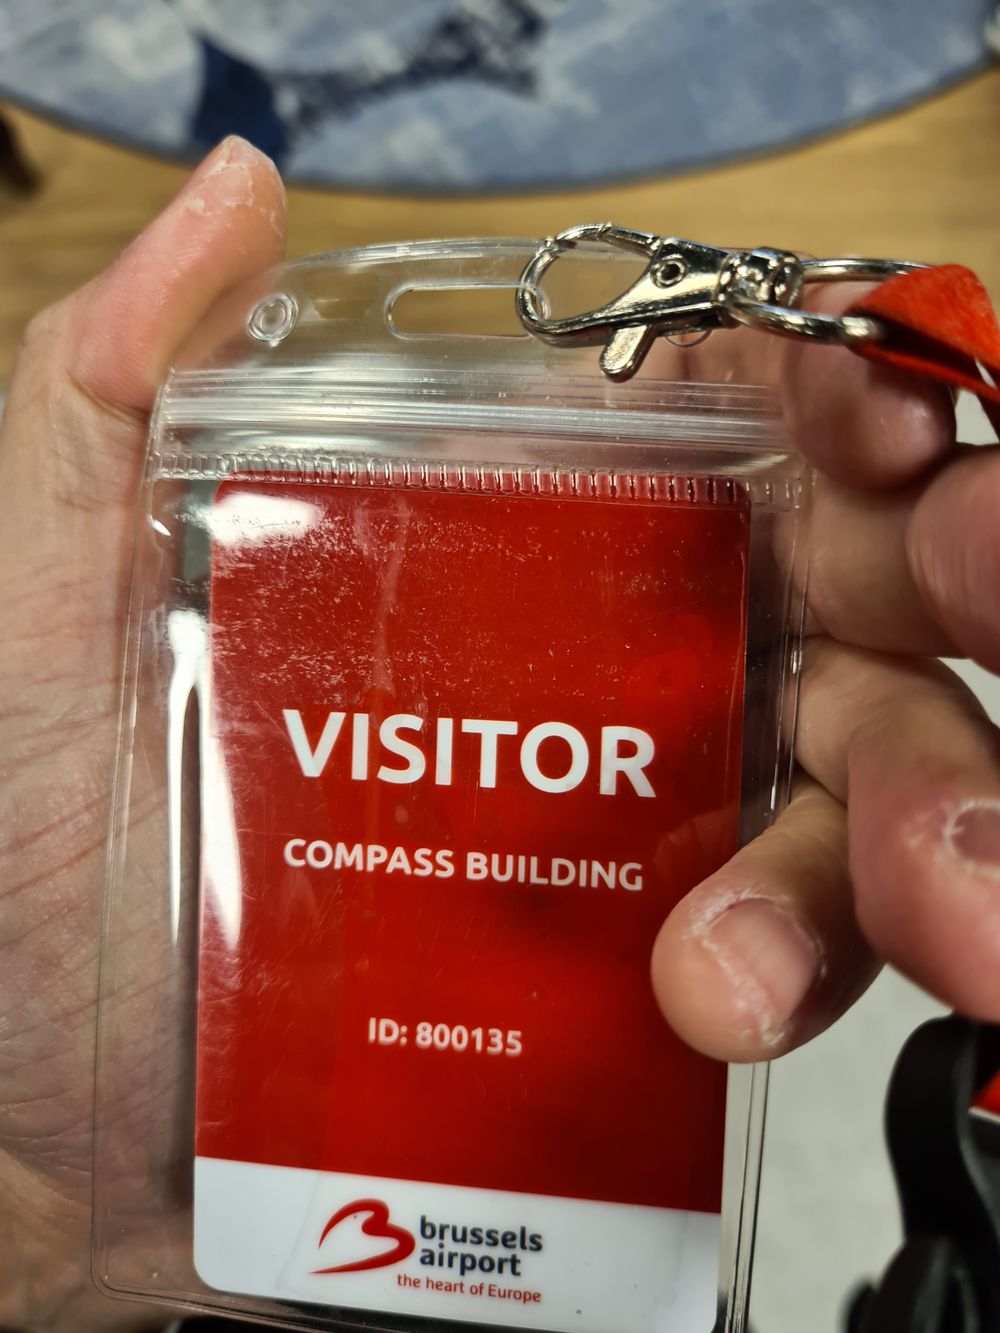 VISITOR
COMPASS BUILDING
ID: 800135
brussels
airport
the heart of Europe